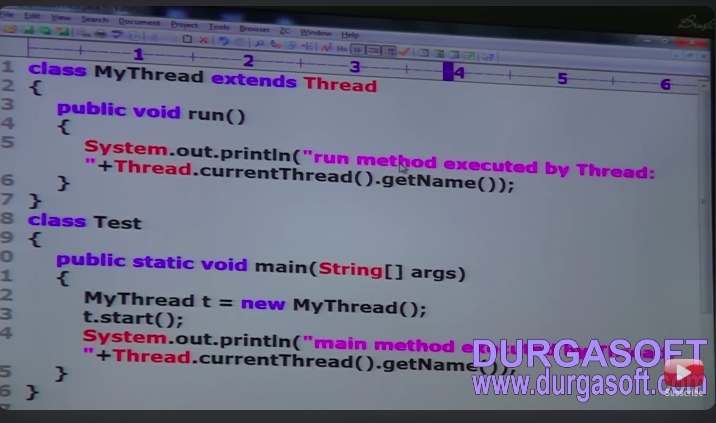 File Edit View Search Document Project Tools Browser ZC Window Help
1 2 3 4 5 6
1 class MyThread extends Thread
2 {
3 public void run()
4 {
5 System.out.println("run method executed by Thread:
"+Thread.currentThread().getName());
6 }
7 }
8 class Test
9 {
0 public static void main(String[] args)
1 {
2 MyThread t = new MyThread();
3 t.start();
4 System.out.println("main method
"+Thread.currentThread().getName());
5 }
6 }
DURGASOFT
www.durgasoft.com
Subscribe